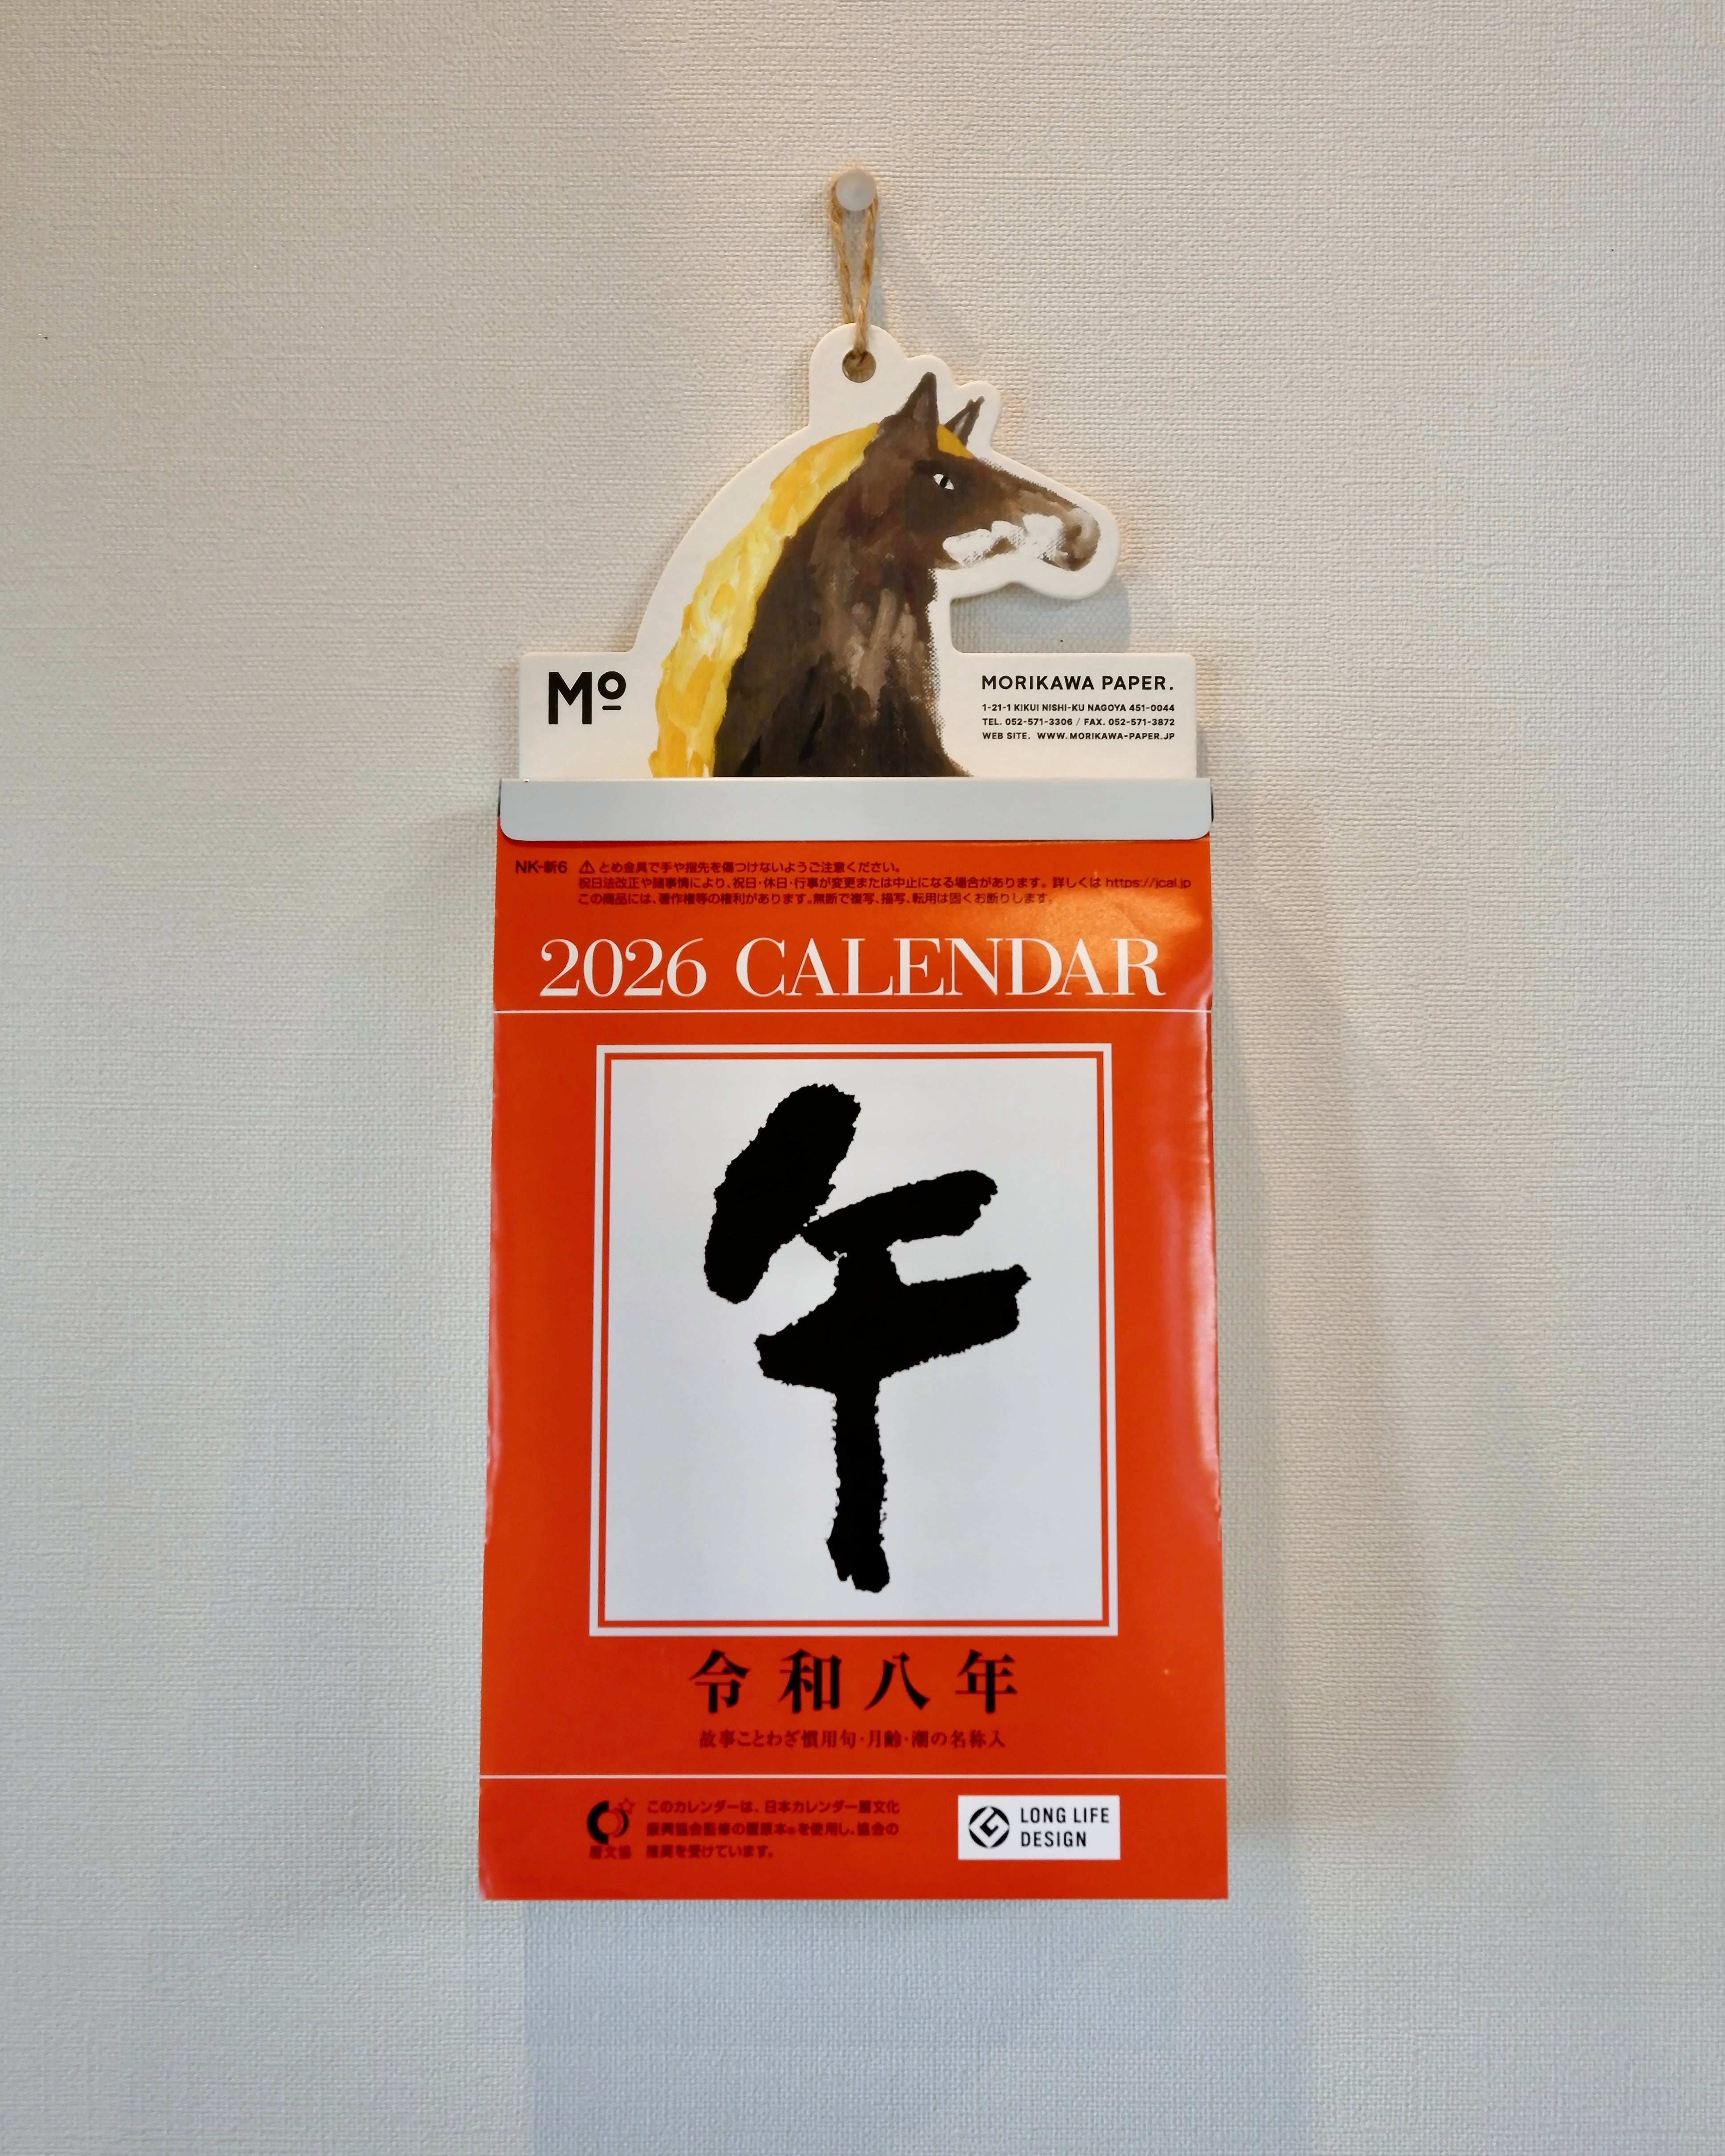 Mo
MORIKAWA PAPER.
1-21-1 KIKUI NISHI-KU NAGOYA 451-0044
TEL. 052-571-3306 / FAX. 052-571-3872
WEB SITE. WWW.MORIKAWA-PAPER.JP
NK-新6 ⚠とめ金具で手や指先を傷つけないようご注意ください。
祝日法改正や諸事情により、祝日・休日・行事が変更または中止になる場合があります。詳しくは https://jcal.jp
この商品には、著作権等の権利があります。無断で複写、描写、転用は固くお断りします。
2026 CALENDAR
午
令和八年
故事ことわざ慣用句・月齢・潮の名称入
このカレンダーは、日本カレンダー暦文化
振興協会監修の暦原本®を使用し、協会の
推奨を受けています。
暦文協
LONG LIFE
DESIGN